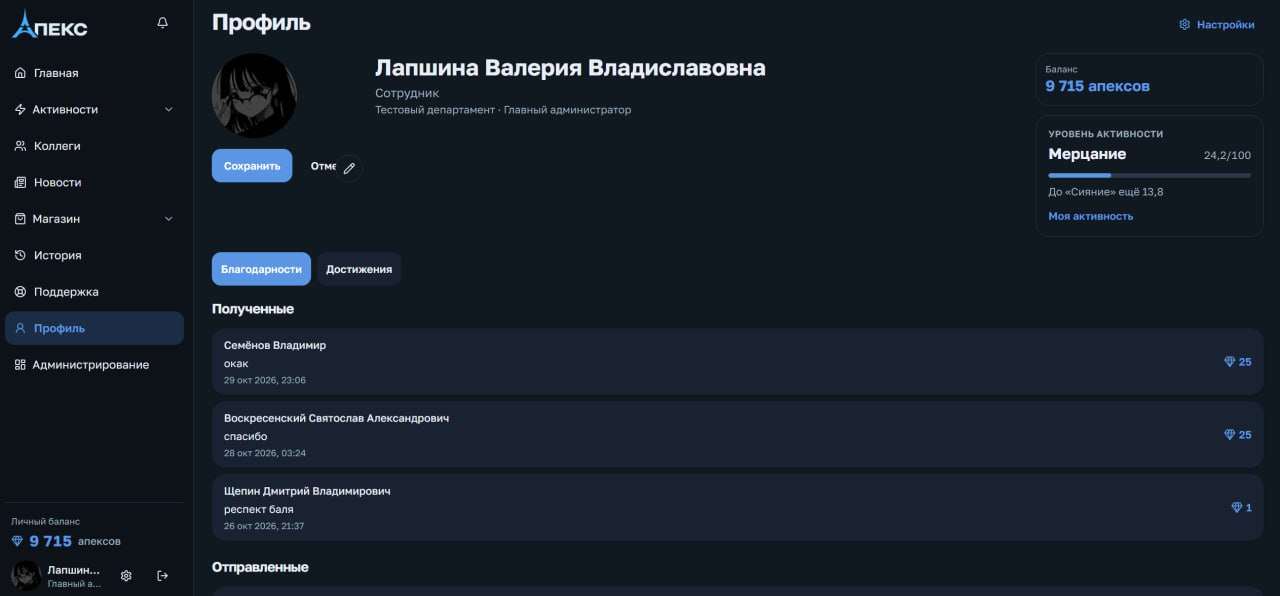 Апекс
Главная
Активности
Коллеги
Новости
Магазин
История
Поддержка
Профиль
Администрирование
Личный баланс
9 715 апексов
Лапшин...
Главный а...
Профиль
Настройки
Лапшина Валерия Владиславовна
Сотрудник
Тестовый департамент · Главный администратор
Сохранить
Отме
Баланс
9 715 апексов
УРОВЕНЬ АКТИВНОСТИ
Мерцание 24,2/100
До «Сияние» ещё 13,8
Моя активность
Благодарности
Достижения
Полученные
Семёнов Владимир
окак
29 окт 2026, 23:06
25
Воскресенский Святослав Александрович
спасибо
28 окт 2026, 03:24
25
Щепин Дмитрий Владимирович
респект баля
26 окт 2026, 21:37
1
Отправленные